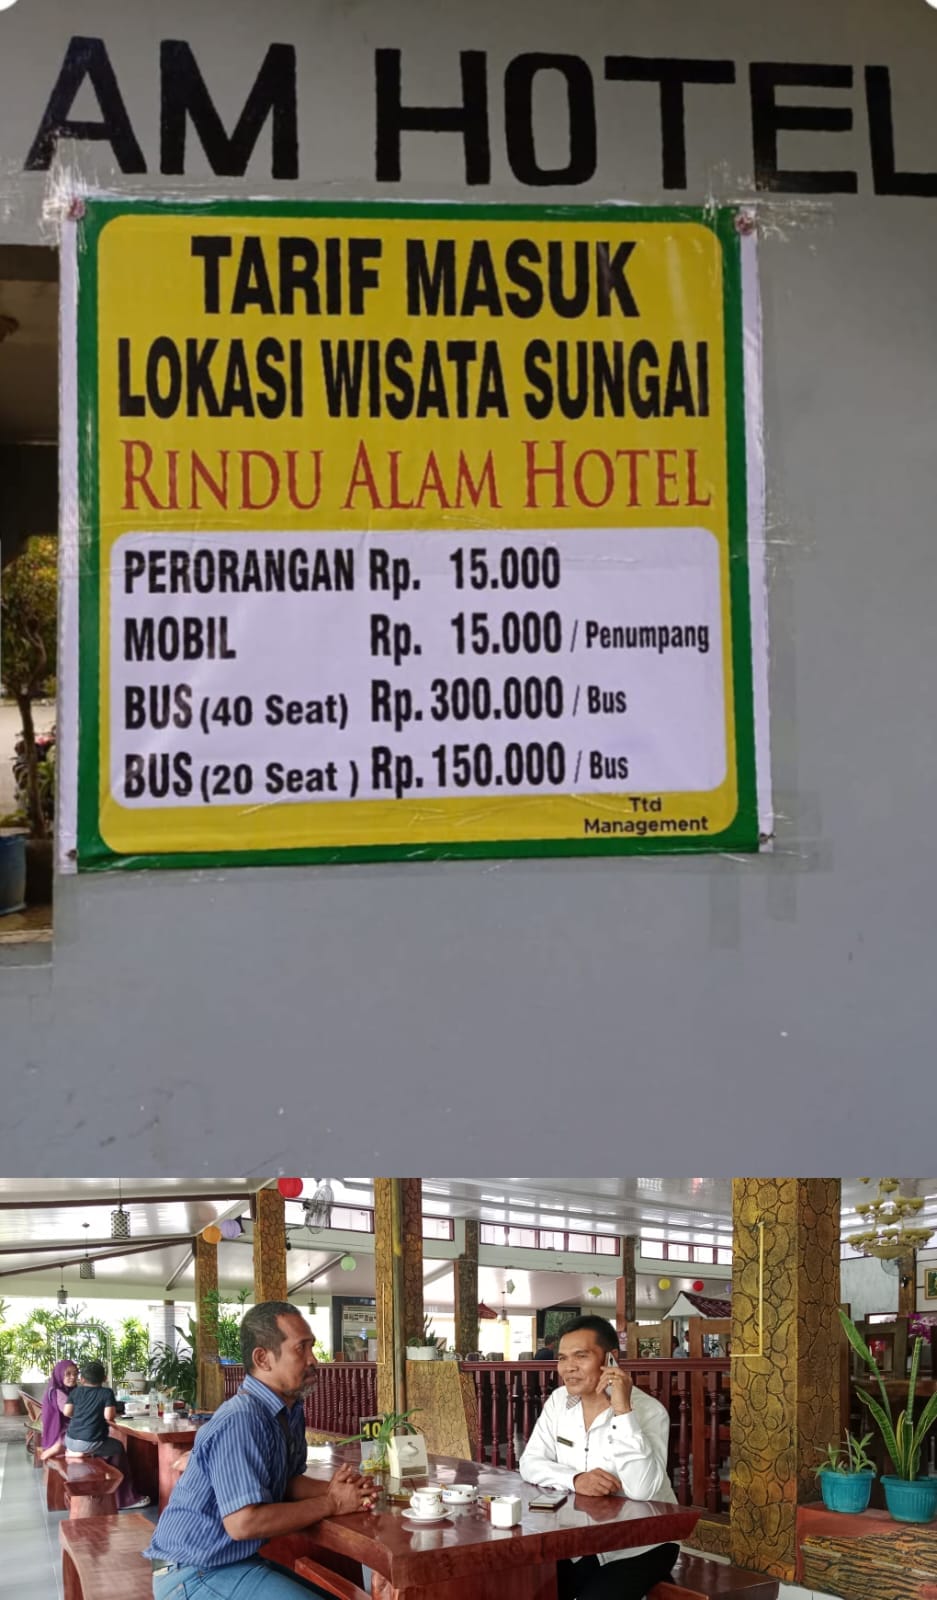 AM HOTEL
TARIF MASUK
LOKASI WISATA SUNGAI
RINDU ALAM HOTEL
PERORANGAN Rp. 15.000
MOBIL Rp. 15.000 / Penumpang
BUS (40 Seat) Rp. 300.000 / Bus
BUS (20 Seat ) Rp. 150.000 / Bus
Ttd
Management
10